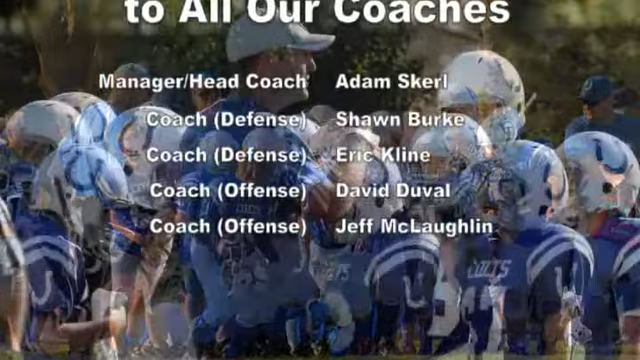 to All Our Coaches
Manager/Head Coach Adam Skerl
Coach (Defense) Shawn Burke
Coach (Defense) Eric Kline
Coach (Offense) David Duval
Coach (Offense) Jeff McLaughlin
COLTS